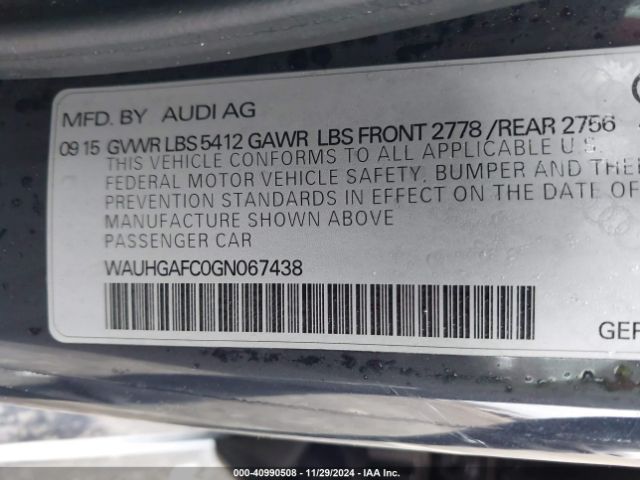 MFD. BY AUDI AG
09 15 GVWR LBS 5412 GAWR LBS FRONT 2778 /REAR 2756
THIS VEHICLE CONFORMS TO ALL APPLICABLE U.S.
FEDERAL MOTOR VEHICLE SAFETY, BUMPER AND
PREVENTION STANDARDS IN EFFECT ON THE DATE OF
MANUFACTURE SHOWN ABOVE
PASSENGER CAR
WAUHGAFC0GN067438
000-40990508 - 11/29/2024 - IAA Inc.